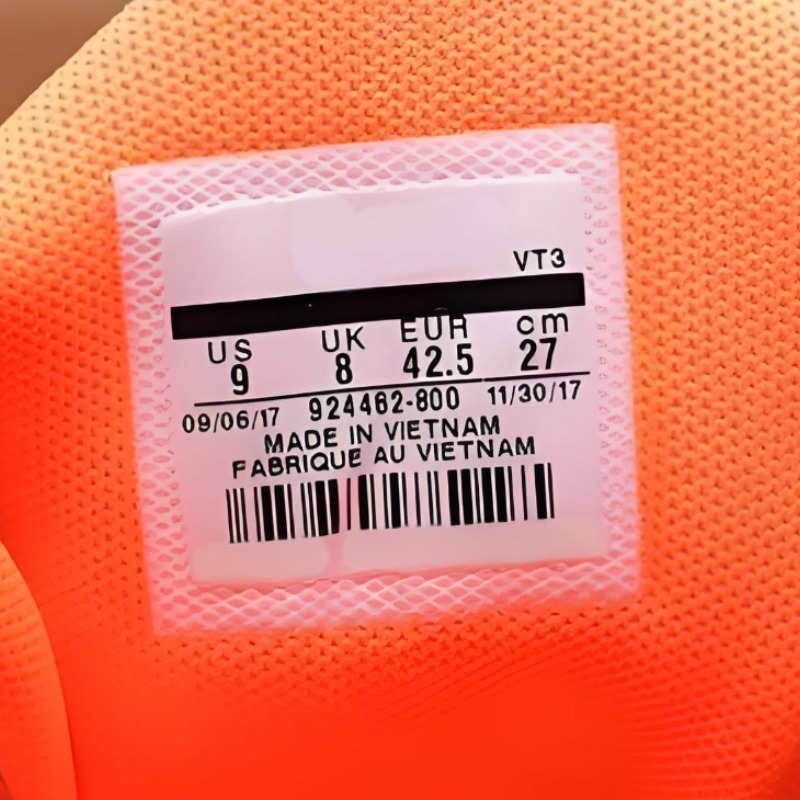 VT3
US UK EUR cm
9 8 42.5 27
09/06/17 924462-800 11/30/17
MADE IN VIETNAM
FABRIQUE AU VIETNAM